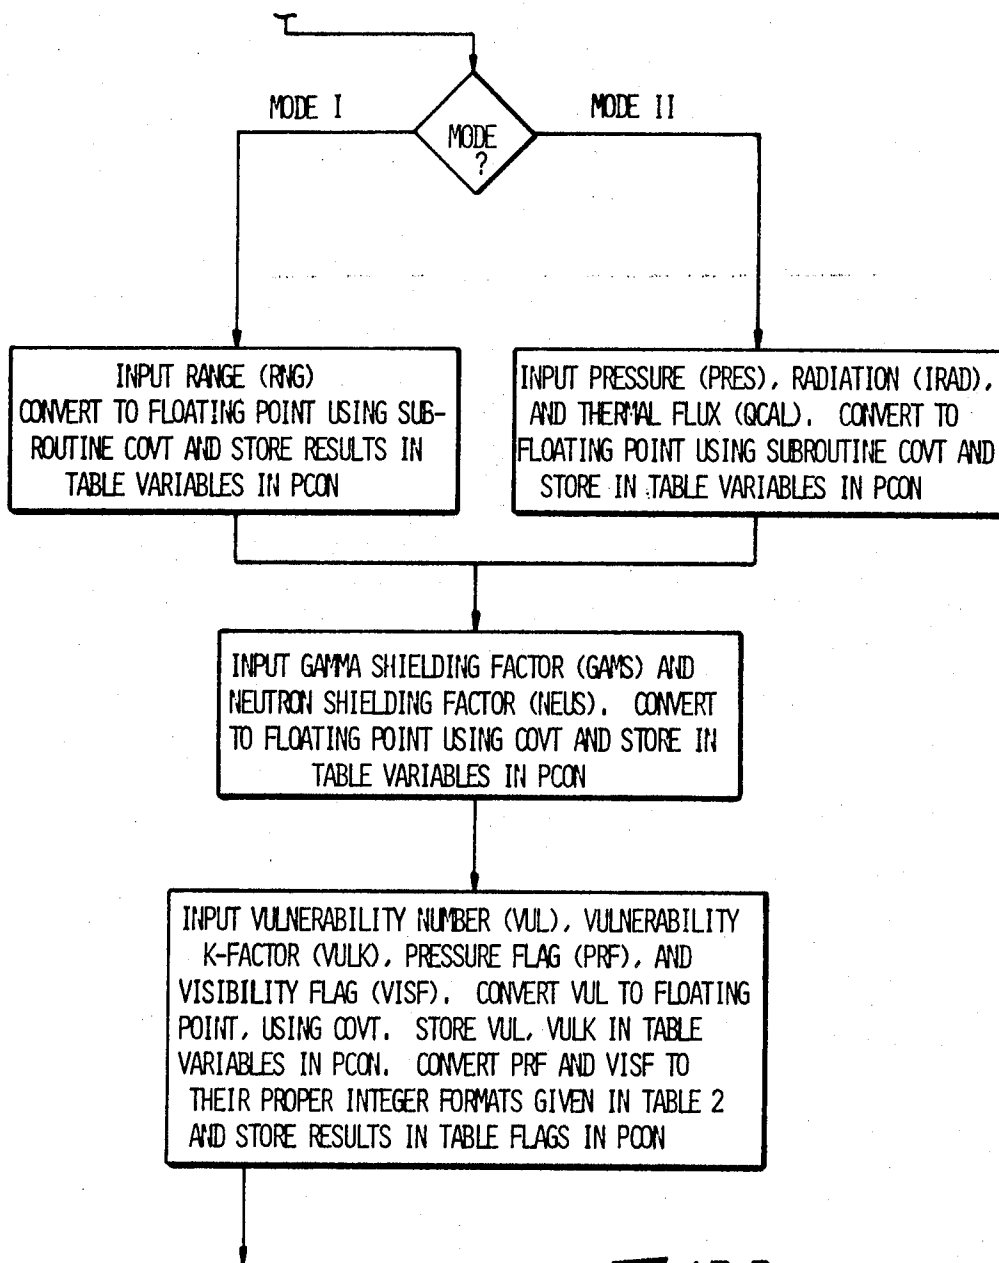 MODE I
MODE II
MODE
?
INPUT RANGE (RNG)
CONVERT TO FLOATING POINT USING SUB-
ROUTINE COVT AND STORE RESULTS IN
TABLE VARIABLES IN PCON
INPUT PRESSURE (PRES), RADIATION (IRAD),
AND THERMAL FLUX (QCAL). CONVERT TO
FLOATING POINT USING SUBROUTINE COVT AND
STORE IN TABLE VARIABLES IN PCON
INPUT GAMMA SHIELDING FACTOR (GAMS) AND
NEUTRON SHIELDING FACTOR (NEUS). CONVERT
TO FLOATING POINT USING COVT AND STORE IN
TABLE VARIABLES IN PCON
INPUT VULNERABILITY NUMBER (VUL), VULNERABILITY
K-FACTOR (VULK), PRESSURE FLAG (PRF), AND
VISIBILITY FLAG (VISF). CONVERT VUL TO FLOATING
POINT, USING COVT. STORE VUL, VULK IN TABLE
VARIABLES IN PCON. CONVERT PRF AND VISF TO
THEIR PROPER INTEGER FORMATS GIVEN IN TABLE 2
AND STORE RESULTS IN TABLE FLAGS IN PCON